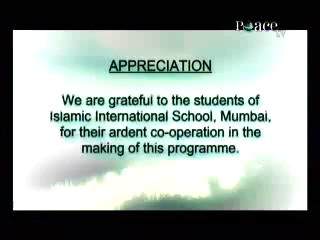 Peace
tv
APPRECIATION
We are grateful to the students of
Islamic International School, Mumbai,
for their ardent co-operation in the
making of this programme.